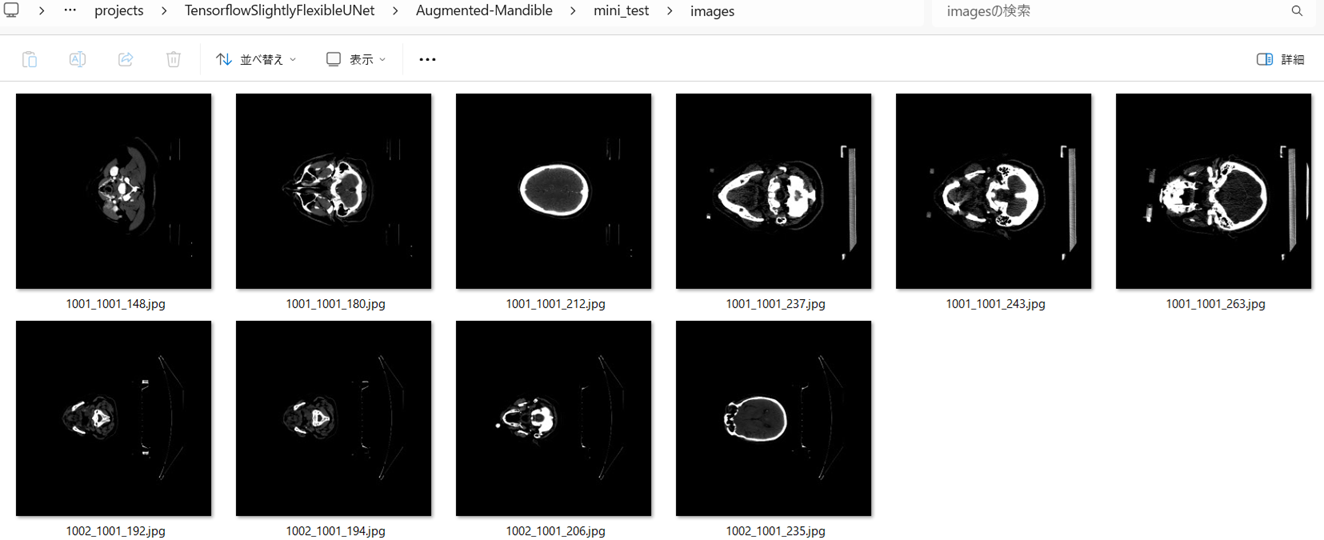 projects > TensorflowSlightlyFlexibleUNet > Augmented-Mandible > mini_test > images
imagesの検索
並べ替え
表示
詳細
1001_1001_148.jpg
1001_1001_180.jpg
1001_1001_212.jpg
1001_1001_237.jpg
1001_1001_243.jpg
1001_1001_263.jpg
1002_1001_192.jpg
1002_1001_194.jpg
1002_1001_206.jpg
1002_1001_235.jpg